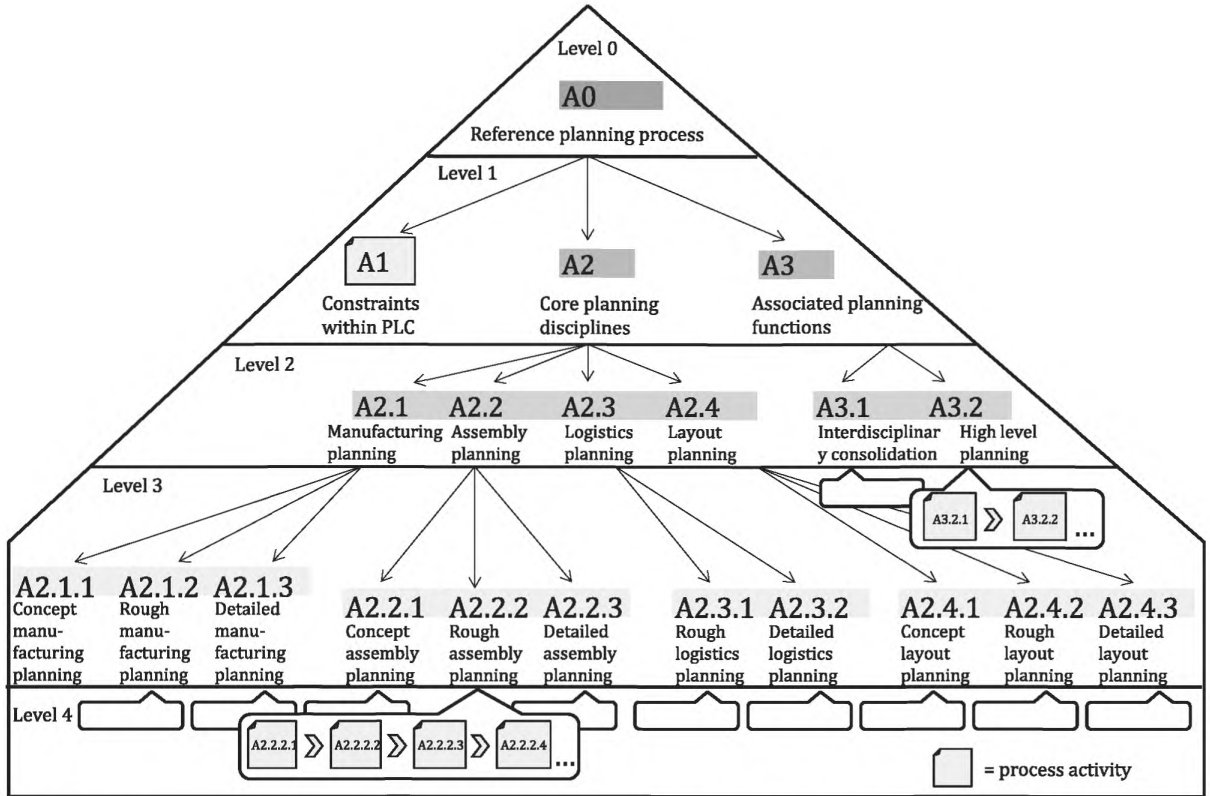 Level 0
A0
Reference planning process
Level 1
A1
Constraints
within PLC
A2
Core planning
disciplines
A3
Associated planning
functions
Level 2
A2.1
Manufacturing
planning
A2.2
Assembly
planning
A2.3
Logistics
planning
A2.4
Layout
planning
A3.1
Interdisciplinar
y consolidation
A3.2
High level
planning
A3.2.1
A3.2.2
...
Level 3
A2.1.1
Concept
manu-
facturing
planning
A2.1.2
Rough
manu-
facturing
planning
A2.1.3
Detailed
manu-
facturing
planning
A2.2.1
Concept
assembly
planning
A2.2.2
Rough
assembly
planning
A2.2.3
Detailed
assembly
planning
A2.3.1
Rough
logistics
planning
A2.3.2
Detailed
logistics
planning
A2.4.1
Concept
layout
planning
A2.4.2
Rough
layout
planning
A2.4.3
Detailed
layout
planning
Level 4
A2.2.2.1
A2.2.2.2
A2.2.2.3
A2.2.2.4
...
= process activity